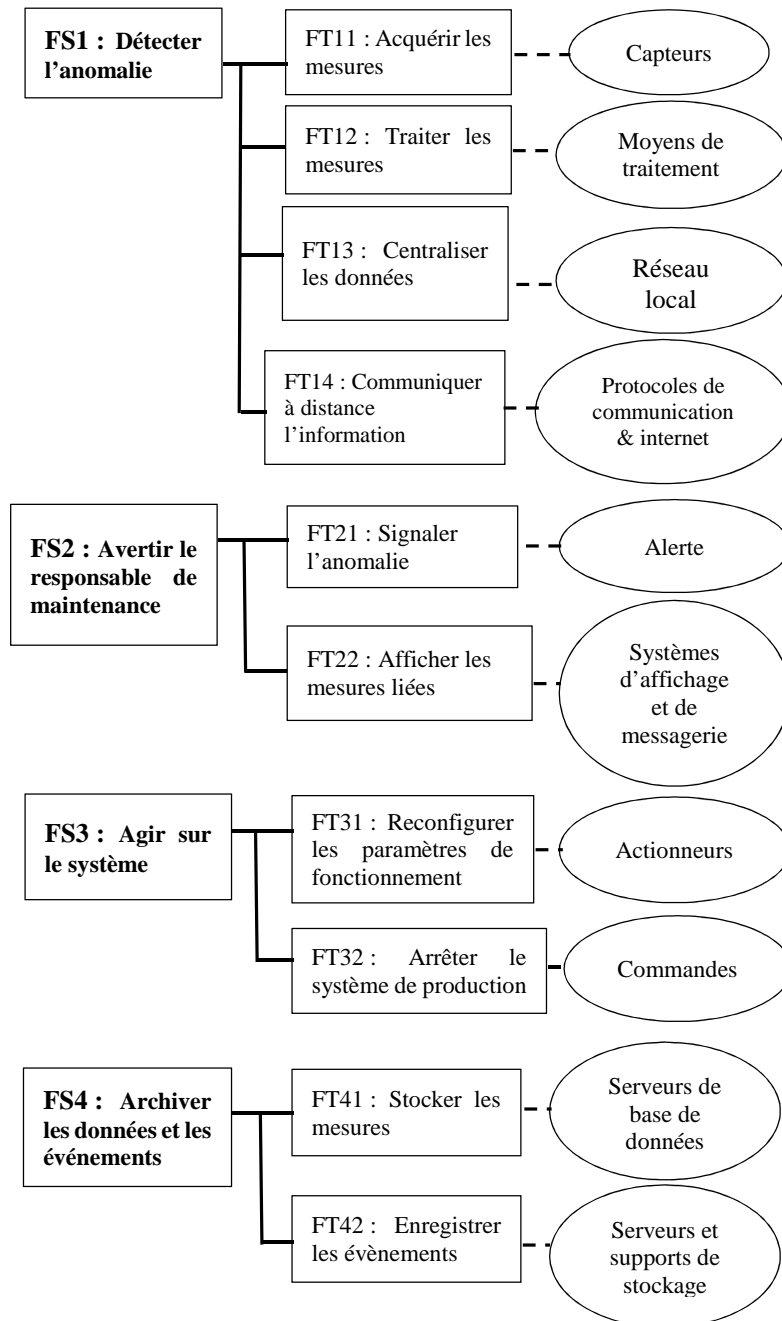 FS1 : Détecter
l’anomalie
FT11 : Acquérir les
mesures
Capteurs
FT12 : Traiter les
mesures
Moyens de
traitement
FT13 : Centraliser
les données
Réseau
local
FT14 : Communiquer
à distance
l’information
Protocoles de
communication
& internet
FS2 : Avertir le
responsable de
maintenance
FT21 : Signaler
l’anomalie
Alerte
FT22 : Afficher les
mesures liées
Systèmes
d’affichage
et de
messagerie
FS3 : Agir sur
le système
FT31 : Reconfigurer
les paramètres de
fonctionnement
Actionneurs
FT32 : Arrêter le
système de production
Commandes
FS4 : Archiver
les données et les
événements
FT41 : Stocker les
mesures
Serveurs de
base de
données
FT42 : Enregistrer
les évènements
Serveurs et
supports de
stockage